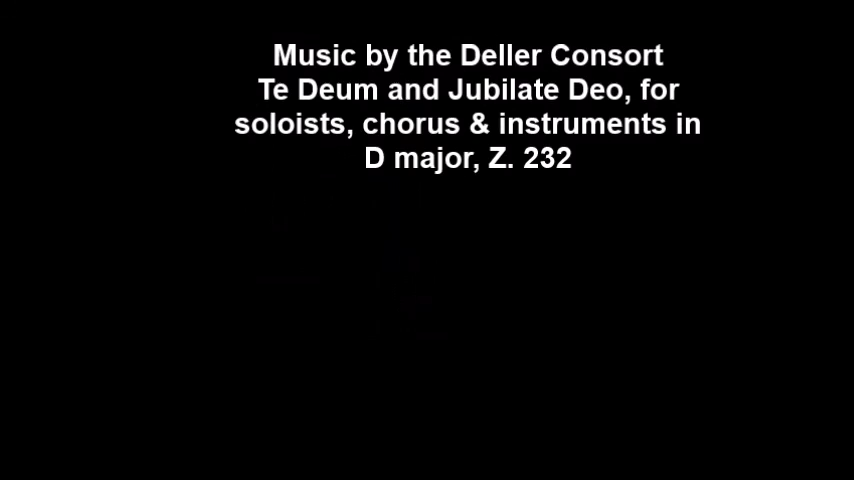 Music by the Deller Consort
Te Deum and Jubilate Deo, for
soloists, chorus & instruments in
D major, Z. 232